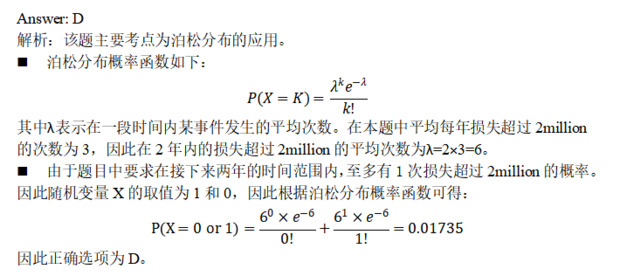 Answer: D
解析：该题主要考点为泊松分布的应用。
■ 泊松分布概率函数如下：
P(X = K) = λ^k e^{−λ} / k!
其中λ表示在一段时间内某事件发生的平均次数。在本题中平均每年损失超过 2million
的次数为 3，因此在 2 年内的损失超过 2million 的平均次数为λ=2×3=6。
■ 由于题目中要求在接下来两年的时间范围内，至多有 1 次损失超过 2million 的概率。
因此随机变量 X 的取值为 1 和 0，因此根据泊松分布概率函数可得：
P(X = 0 or 1) = 6^0 × e^{−6} / 0! + 6^1 × e^{−6} / 1! = 0.01735
因此正确选项为 D。